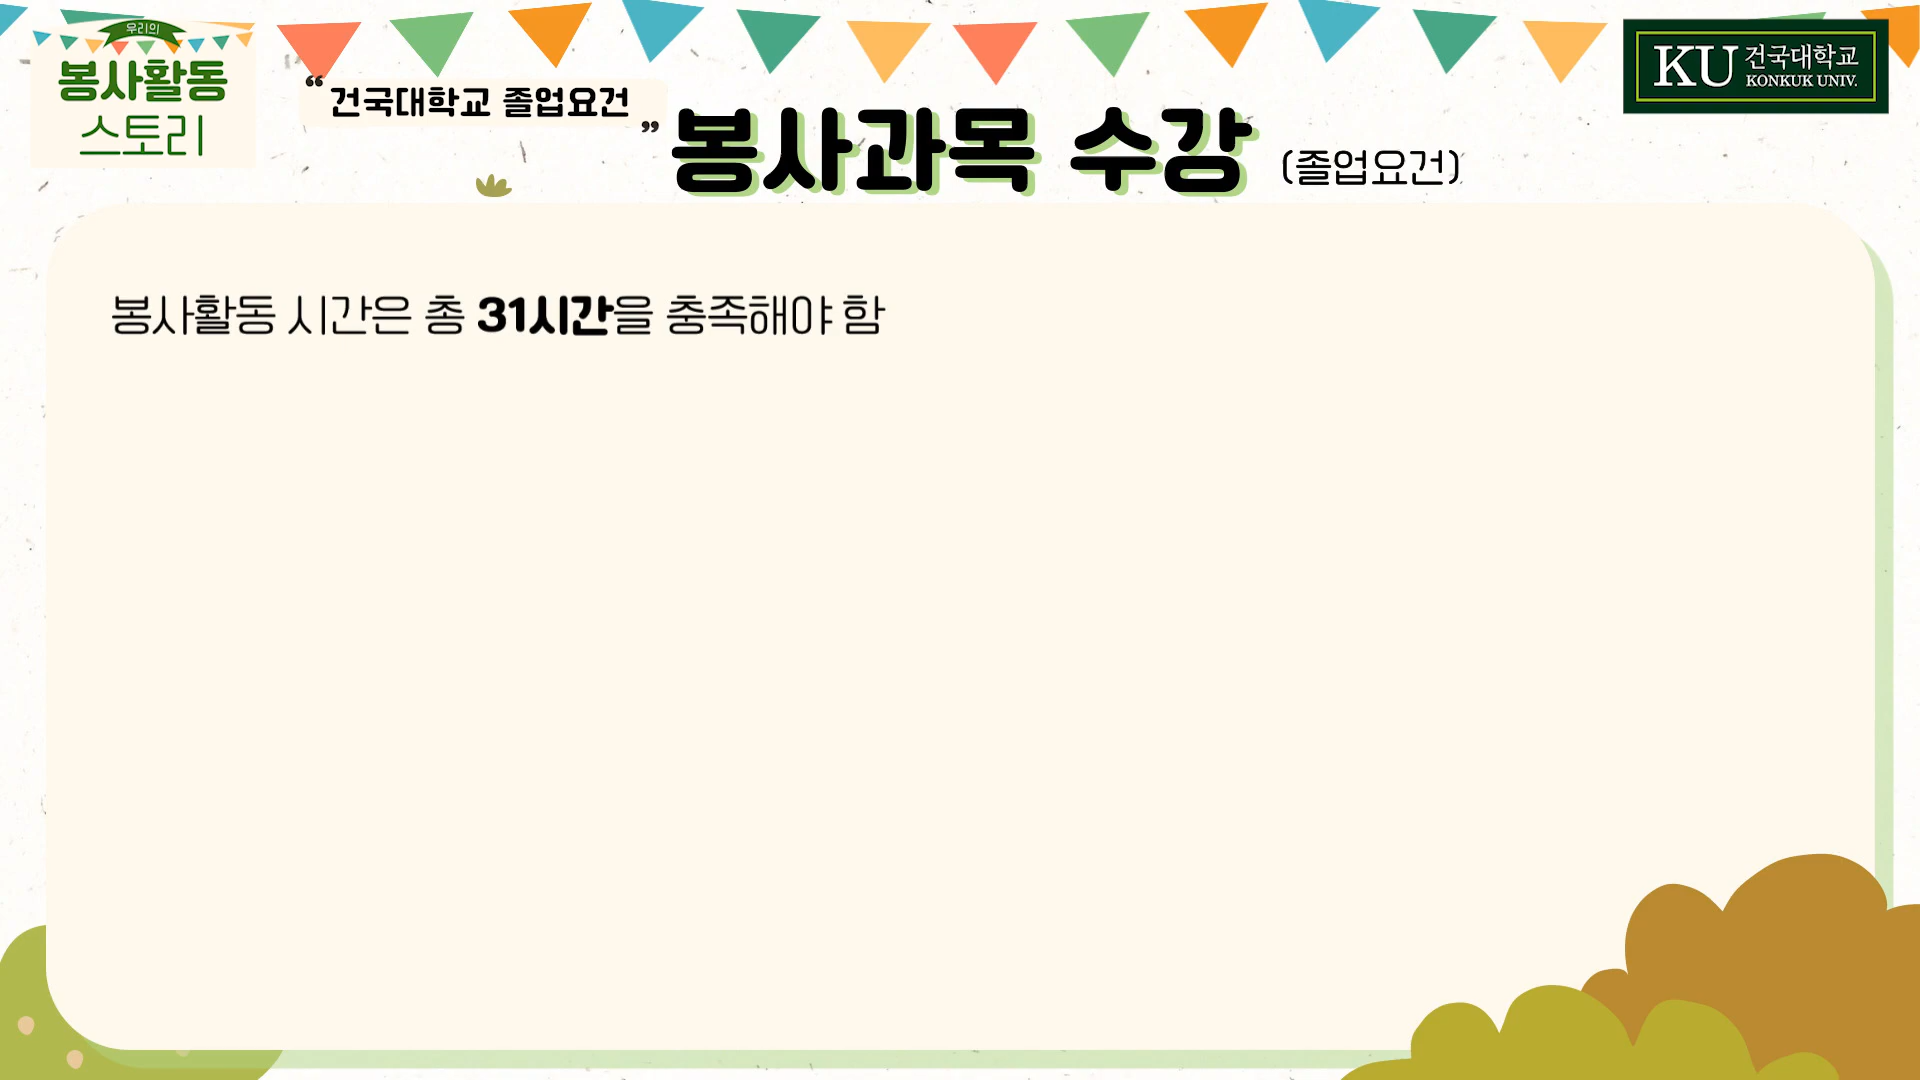 우리의
봉사활동
스토리
“건국대학교 졸업요건”
봉사과목 수강 (졸업요건)
KU 건국대학교
KONKUK UNIV.
봉사활동 시간은 총 31시간을 충족해야 함